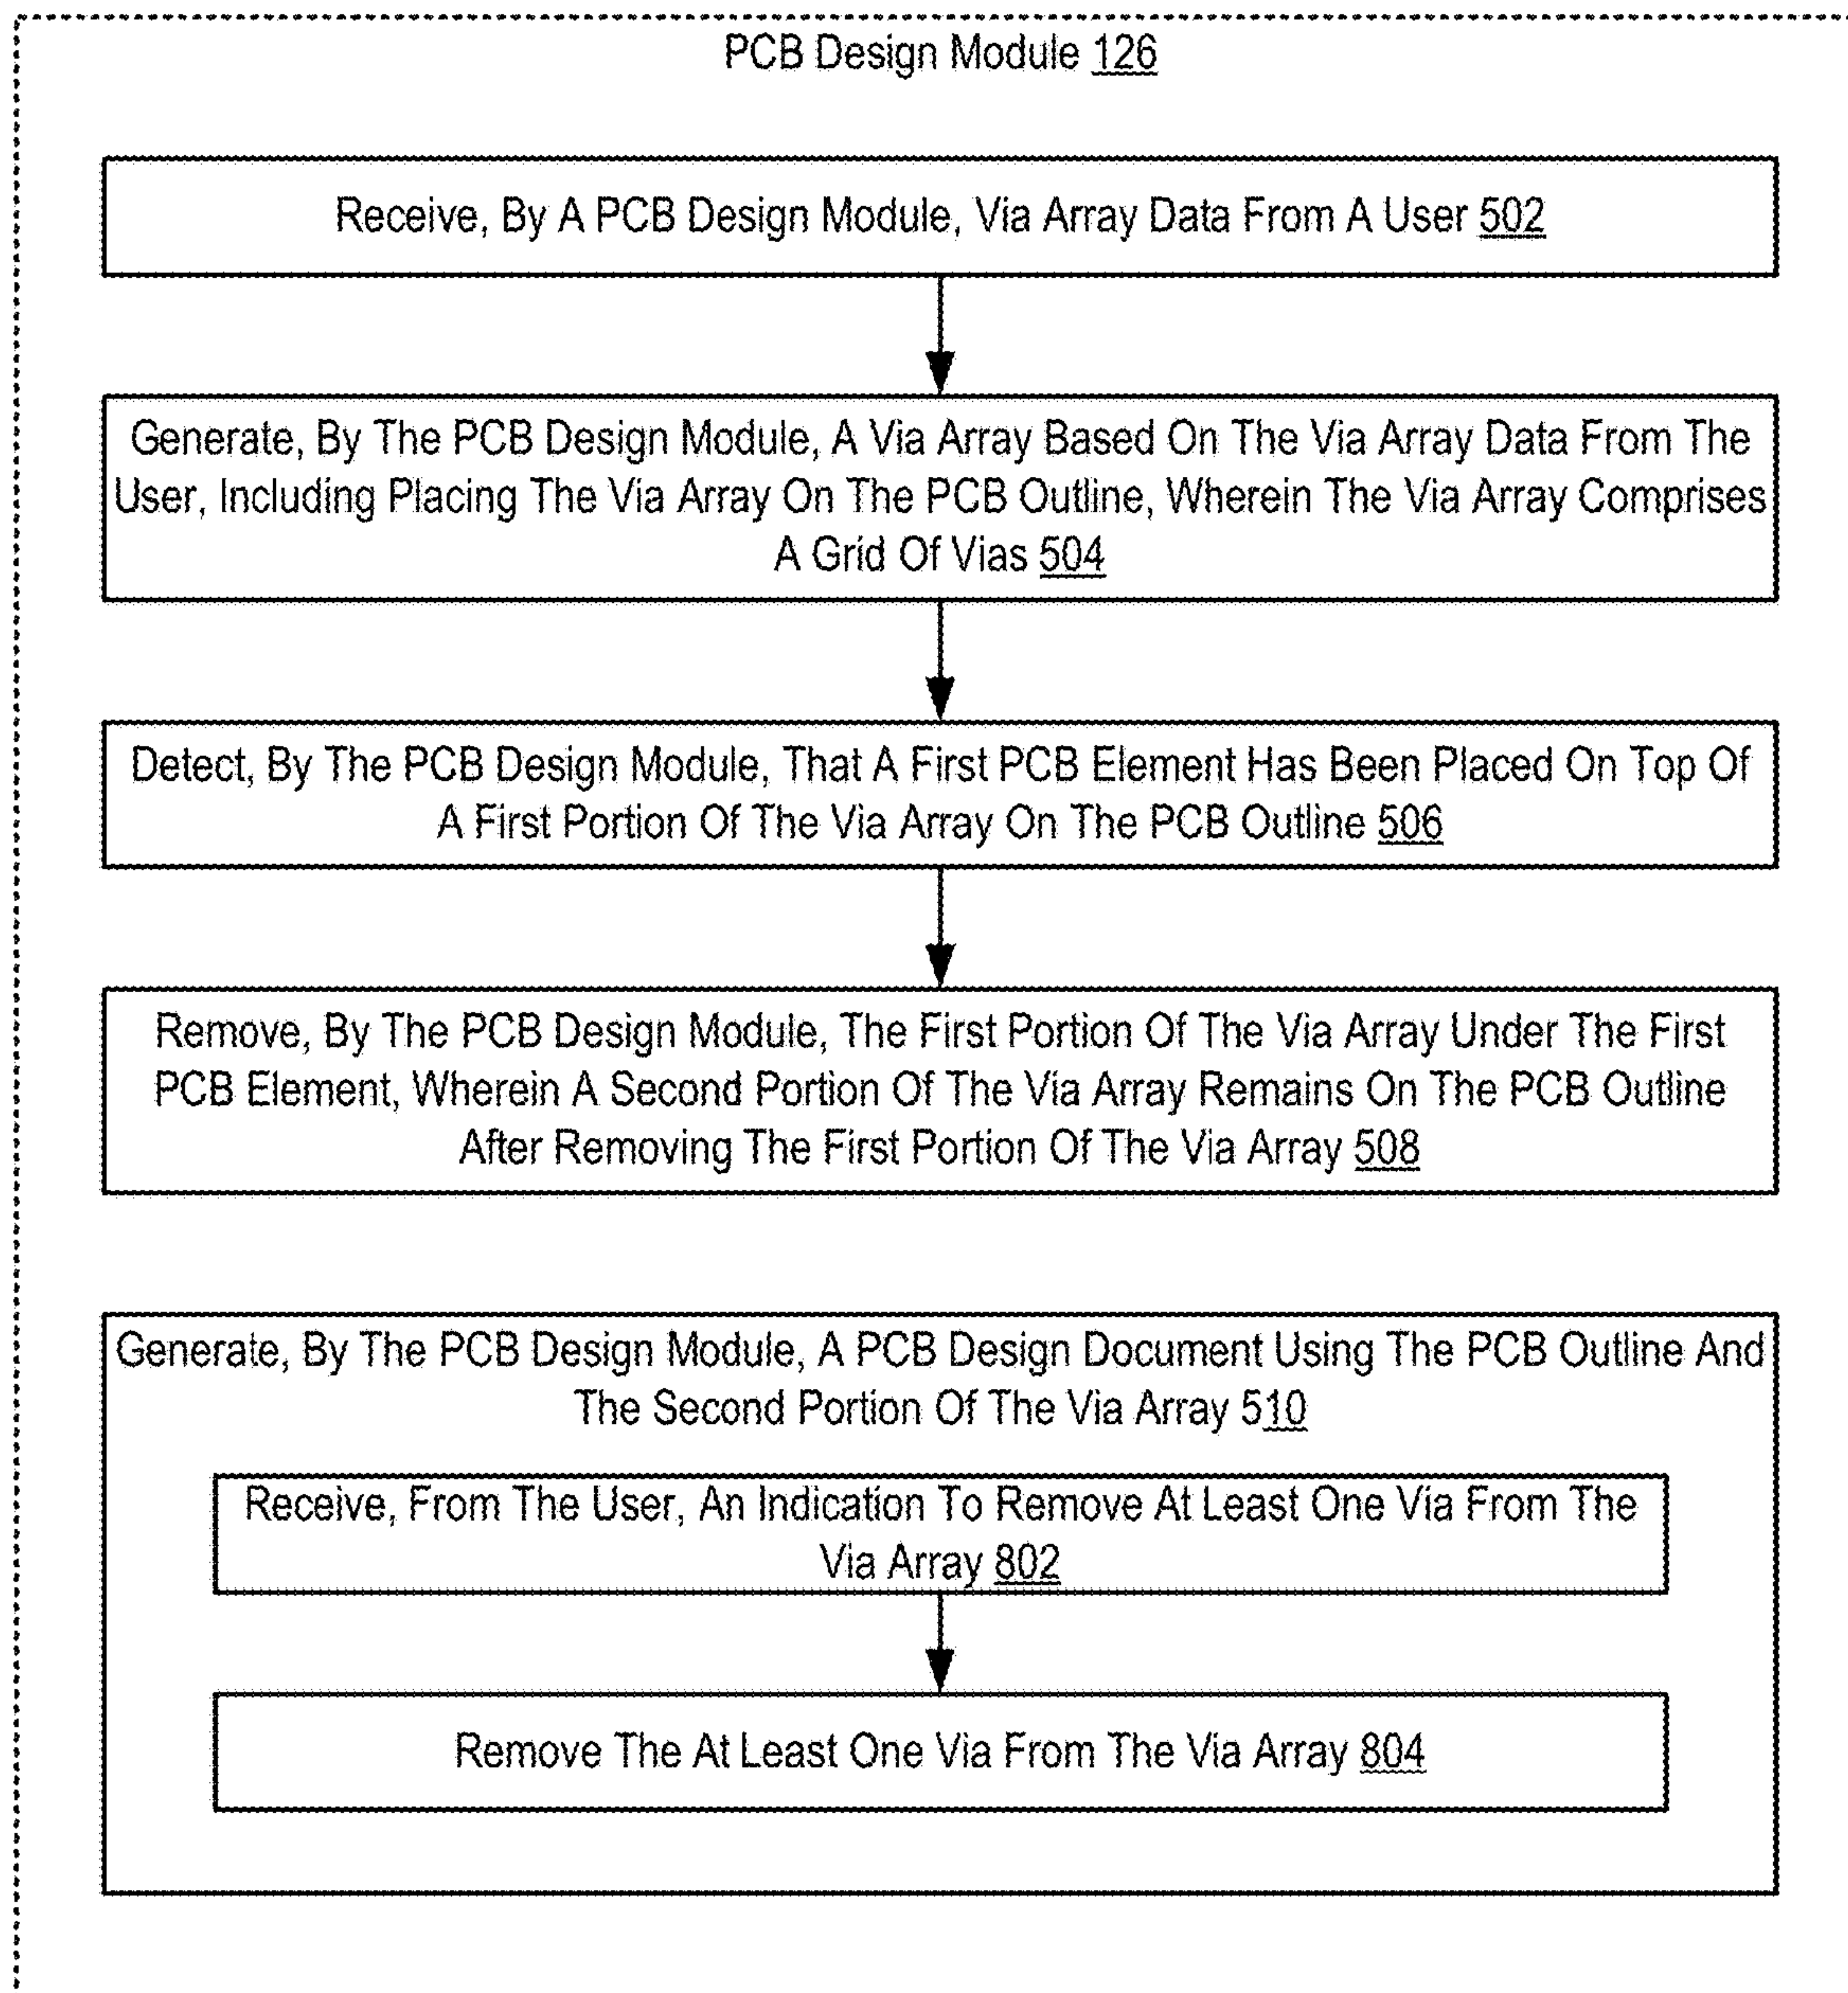 PCB Design Module 126
Receive, By A PCB Design Module, Via Array Data From A User 502
Generate, By The PCB Design Module, A Via Array Based On The Via Array Data From The
User, Including Placing The Via Array On The PCB Outline, Wherein The Via Array Comprises
A Grid Of Vias 504
Detect, By The PCB Design Module, That A First PCB Element Has Been Placed On Top Of
A First Portion Of The Via Array On The PCB Outline 506
Remove, By The PCB Design Module, The First Portion Of The Via Array Under The First
PCB Element, Wherein A Second Portion Of The Via Array Remains On The PCB Outline
After Removing The First Portion Of The Via Array 508
Generate, By The PCB Design Module, A PCB Design Document Using The PCB Outline And
The Second Portion Of The Via Array 510
Receive, From The User, An Indication To Remove At Least One Via From The
Via Array 802
Remove The At Least One Via From The Via Array 804